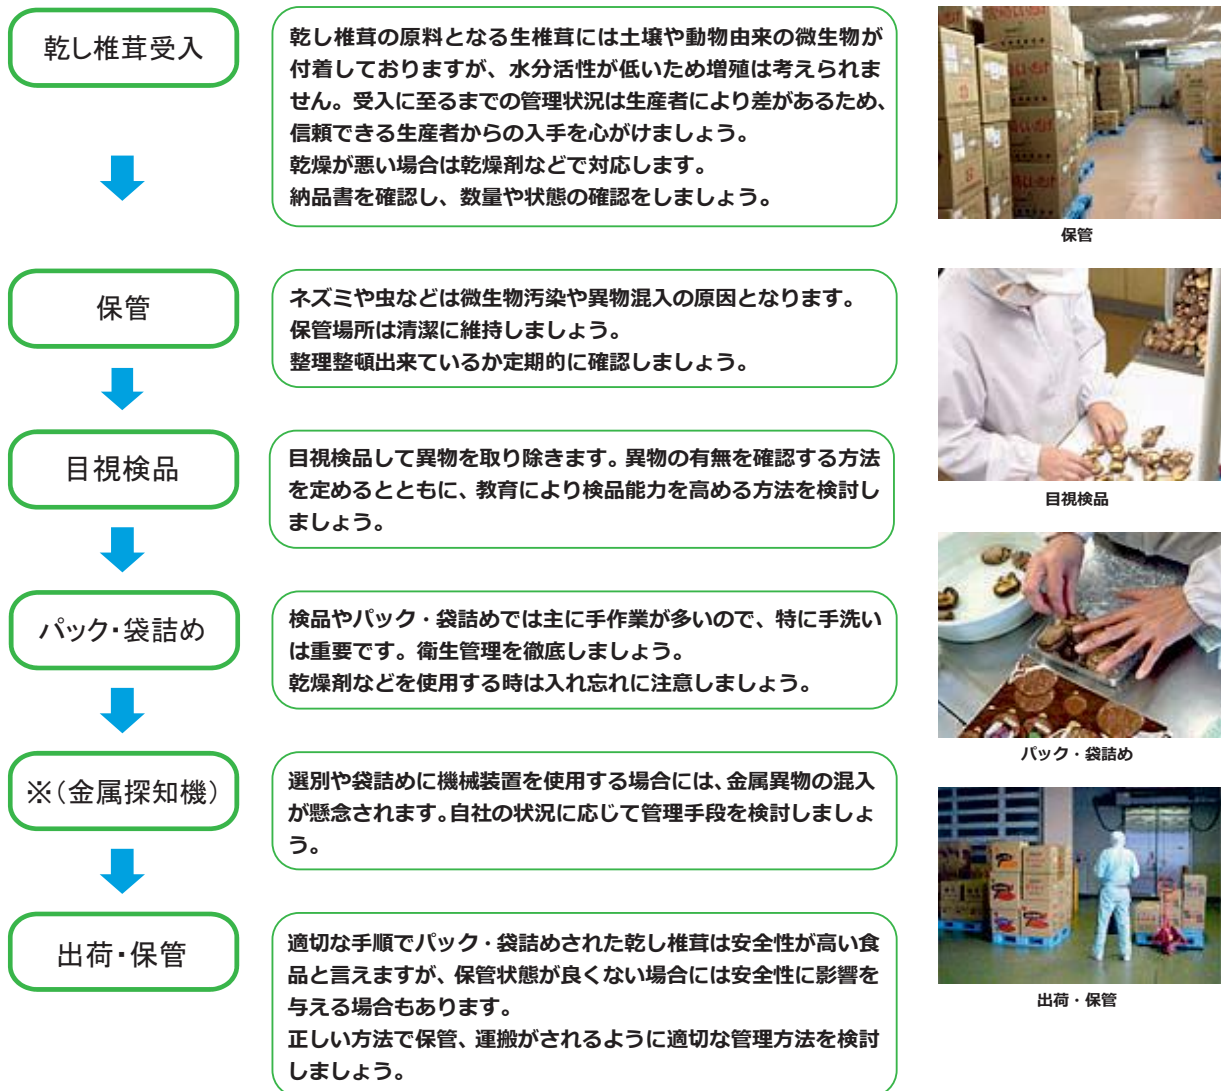 乾し椎茸受入
乾し椎茸の原料となる生椎茸には土壌や動物由来の微生物が
付着しておりますが、水分活性が低いため増殖は考えられま
せん。受入に至るまでの管理状況は生産者により差があるため、
信頼できる生産者からの入手を心がけましょう。
乾燥が悪い場合は乾燥剤などで対応します。
納品書を確認し、数量や状態の確認をしましょう。
保管
保管
ネズミや虫などは微生物汚染や異物混入の原因となります。
保管場所は清潔に維持しましょう。
整理整頓出来ているか定期的に確認しましょう。
目視検品
目視検品して異物を取り除きます。異物の有無を確認する方法
を定めるとともに、教育により検品能力を高める方法を検討し
ましょう。
目視検品
パック・袋詰め
検品やパック・袋詰めでは主に手作業が多いので、特に手洗い
は重要です。衛生管理を徹底しましょう。
乾燥剤などを使用する時は入れ忘れに注意しましょう。
パック・袋詰め
※(金属探知機)
選別や袋詰めに機械装置を使用する場合には、金属異物の混入
が懸念されます。自社の状況に応じて管理手段を検討しましょ
う。
出荷・保管
適切な手順でパック・袋詰めされた乾し椎茸は安全性が高い食
品と言えますが、保管状態が良くない場合には安全性に影響を
与える場合もあります。
正しい方法で保管、運搬がされるように適切な管理方法を検討
しましょう。
出荷・保管